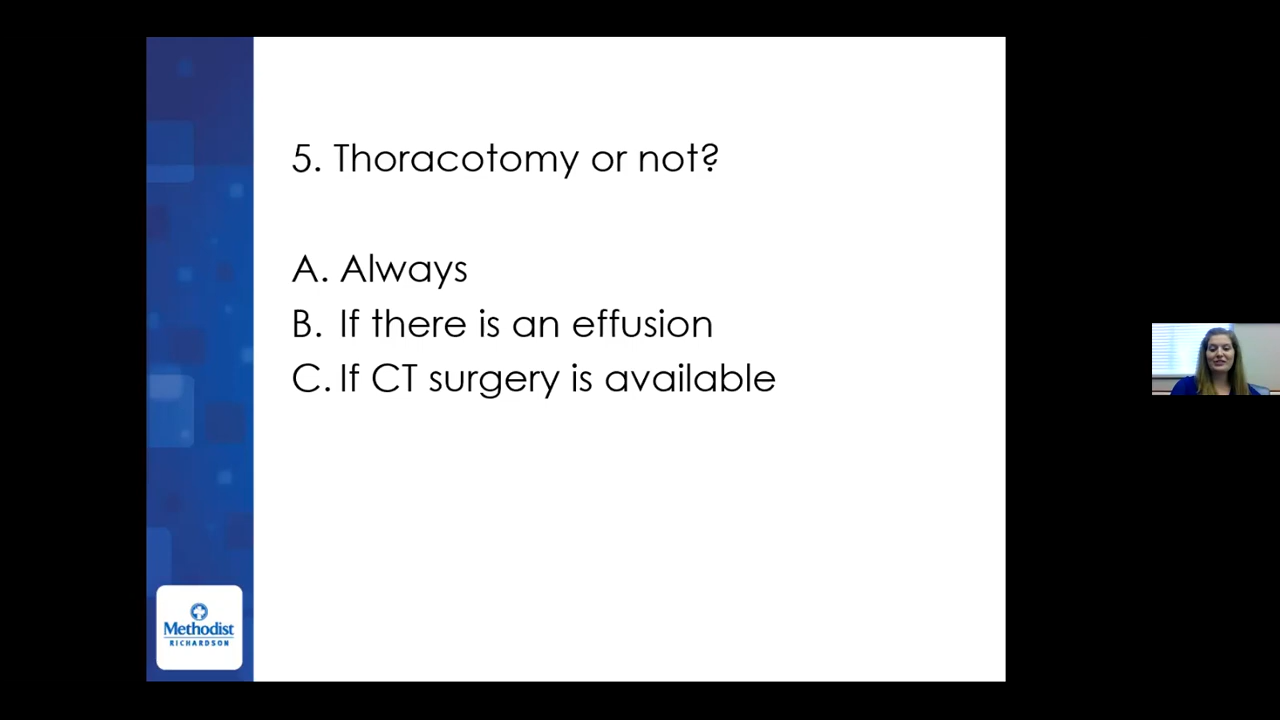 5. Thoracotomy or not?
A. Always
B. If there is an effusion
C. If CT surgery is available
Methodist
RICHARDSON